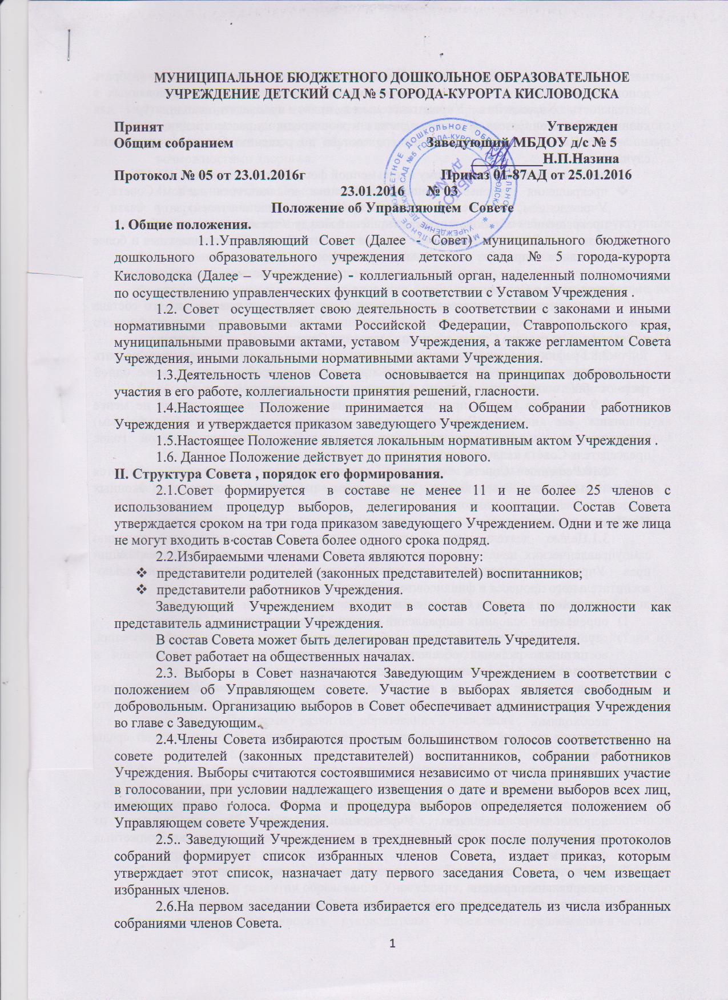 МУНИЦИПАЛЬНОЕ БЮДЖЕТНОГО ДОШКОЛЬНОЕ ОБРАЗОВАТЕЛЬНОЕ
УЧРЕЖДЕНИЕ ДЕТСКИЙ САД № 5 ГОРОДА-КУРОРТА КИСЛОВОДСКА
Принят Утвержден
Общим собранием Заведующий МБДОУ д/с № 5
___________Н.П.Назина
Протокол № 05 от 23.01.2016г Приказ 01-87АД от 25.01.2016
23.01.2016 № 03
Положение об Управляющем Совете
1. Общие положения.
1.1.Управляющий Совет (Далее - Совет) муниципального бюджетного
дошкольного образовательного учреждения детского сада № 5 города-курорта
Кисловодска (Далее – Учреждение) - коллегиальный орган, наделенный полномочиями
по осуществлению управленческих функций в соответствии с Уставом Учреждения .
1.2. Совет осуществляет свою деятельность в соответствии с законами и иными
нормативными правовыми актами Российской Федерации, Ставропольского края,
муниципальными правовыми актами, уставом Учреждения, а также регламентом Совета
Учреждения, иными локальными нормативными актами Учреждения.
1.3.Деятельность членов Совета основывается на принципах добровольности
участия в его работе, коллегиальности принятия решений, гласности.
1.4.Настоящее Положение принимается на Общем собрании работников
Учреждения и утверждается приказом заведующего Учреждением.
1.5.Настоящее Положение является локальным нормативным актом Учреждения .
1.6. Данное Положение действует до принятия нового.
II. Структура Совета , порядок его формирования.
2.1.Совет формируется в составе не менее 11 и не более 25 членов с
использованием процедур выборов, делегирования и кооптации. Состав Совета
утверждается сроком на три года приказом заведующего Учреждением. Одни и те же лица
не могут входить в состав Совета более одного срока подряд.
2.2.Избираемыми членами Совета являются поровну:
❖ представители родителей (законных представителей) воспитанников;
❖ представители работников Учреждения.
Заведующий Учреждением входит в состав Совета по должности как
представитель администрации Учреждения.
В состав Совета может быть делегирован представитель Учредителя.
Совет работает на общественных началах.
2.3. Выборы в Совет назначаются Заведующим Учреждением в соответствии с
положением об Управляющем совете. Участие в выборах является свободным и
добровольным. Организацию выборов в Совет обеспечивает администрация Учреждения
во главе с Заведующим.
2.4.Члены Совета избираются простым большинством голосов соответственно на
совете родителей (законных представителей) воспитанников, собрании работников
Учреждения. Выборы считаются состоявшимися независимо от числа принявших участие
в голосовании, при условии надлежащего извещения о дате и времени выборов всех лиц,
имеющих право голоса. Форма и процедура выборов определяется положением об
Управляющем совете Учреждения.
2.5.. Заведующий Учреждением в трехдневный срок после получения протоколов
собраний формирует список избранных членов Совета, издает приказ, которым
утверждает этот список, назначает дату первого заседания Совета, о чем извещает
избранных членов.
2.6.На первом заседании Совета избирается его председатель из числа избранных
собраниями членов Совета.
1